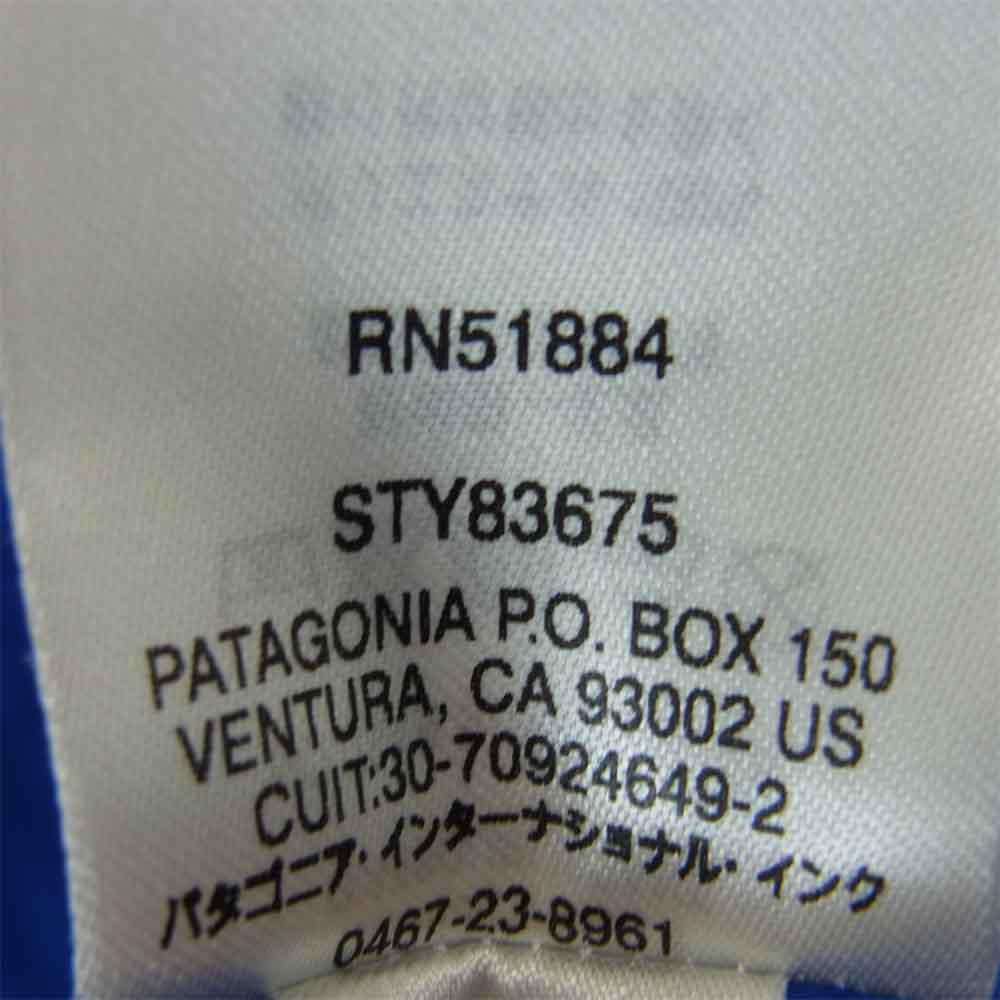 RN51884
STY83675
PATAGONIA P.O. BOX 150
VENTURA, CA 93002 US
CUIT:30-70924649-2
パタゴニア・インターナショナル・インク
0467-23-8961